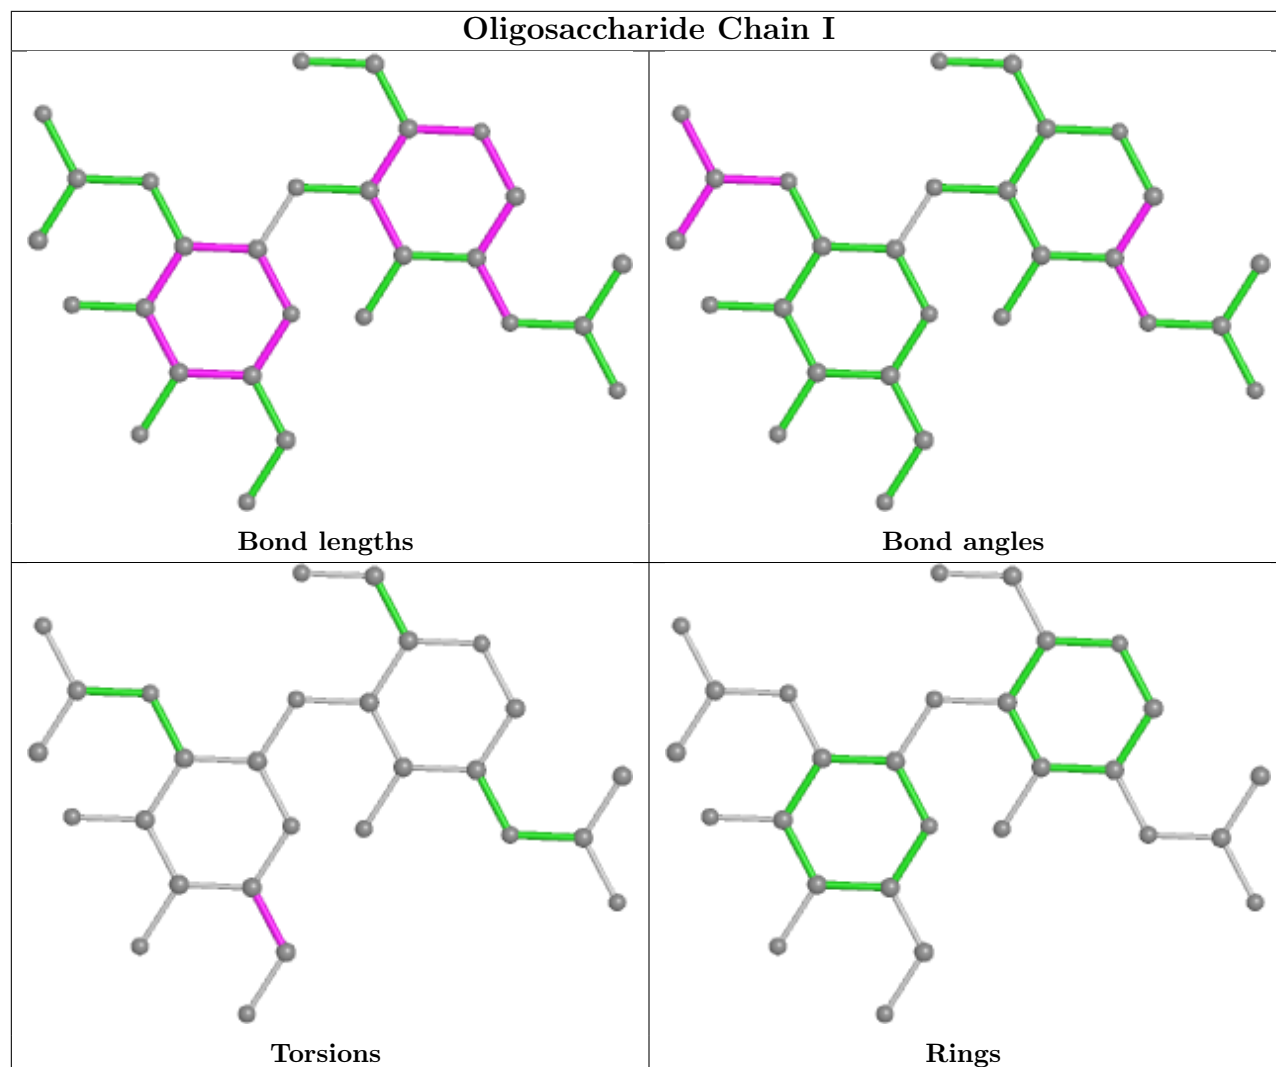 Oligosaccharide Chain I
Bond lengths
Bond angles
Torsions
Rings